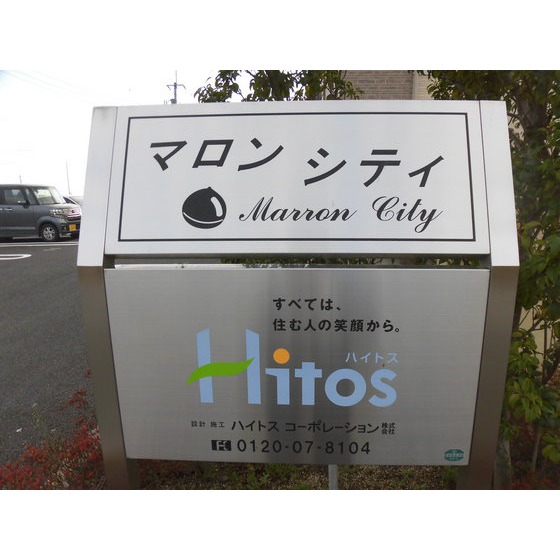 マロン シティ
Marron City
すべては、
住む人の笑顔から。
ハイトス
Hitos
設計 施工 ハイトス コーポレーション株式会社
0120-07-8104